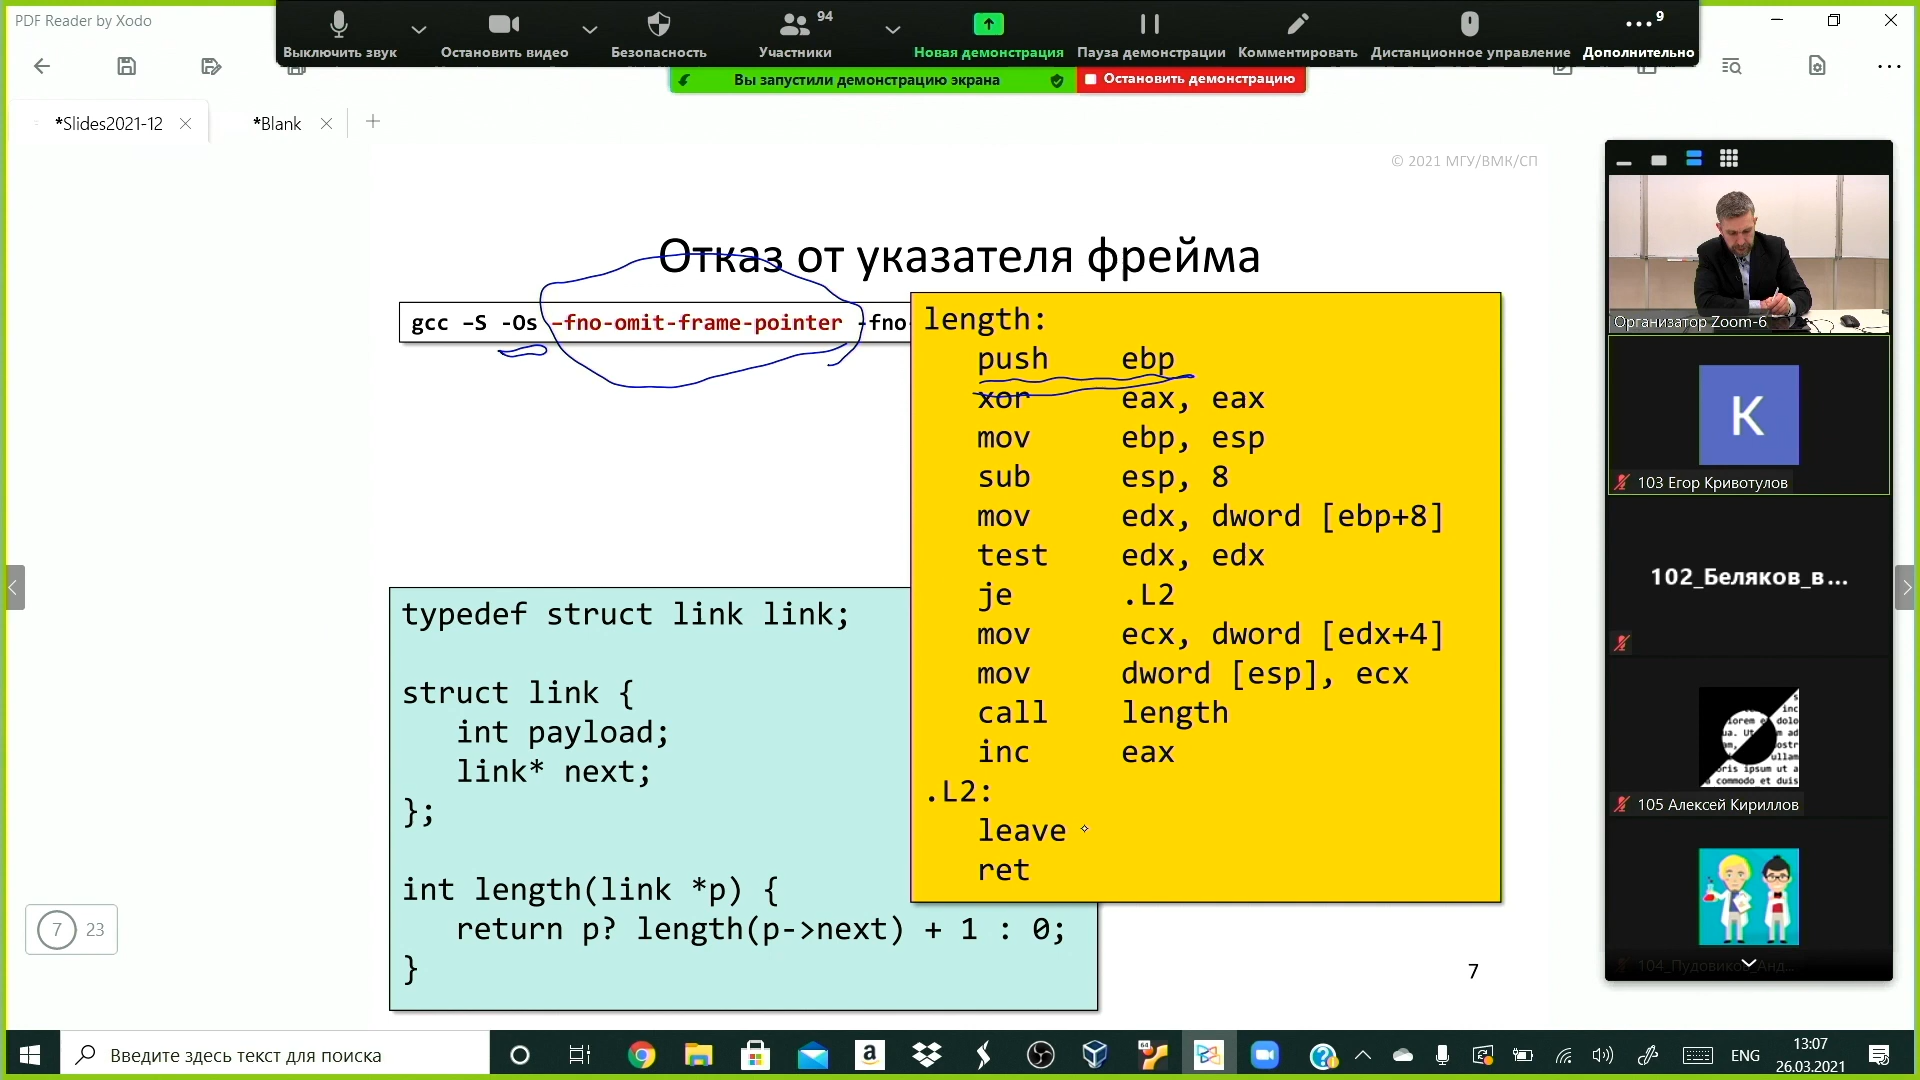 PDF Reader by Xodo
94
9
Выключить звук
Остановить видео
Безопасность
Участники
Новая демонстрация
Пауза демонстрации
Комментировать
Дистанционное управление
Дополнительно
Вы запустили демонстрацию экрана
Остановить демонстрацию
*Slides2021-12
*Blank
© 2021 МГУ/ВМК/СП
Отказ от указателя фрейма
gcc –S -Os –fno-omit-frame-pointer -fno-
length:
push ebp
xor eax, eax
mov ebp, esp
sub esp, 8
mov edx, dword [ebp+8]
test edx, edx
je .L2
mov ecx, dword [edx+4]
mov dword [esp], ecx
call length
inc eax
.L2:
leave
ret
typedef struct link link;
struct link {
int payload;
link* next;
};
int length(link *p) {
return p? length(p->next) + 1 : 0;
}
7
7 23
Организатор Zoom-6
K
103 Егор Кривотулов
102_Беляков_в...
105 Алексей Кириллов
104_Пудовиков_Анд...
Введите здесь текст для поиска
ENG
13:07
26.03.2021